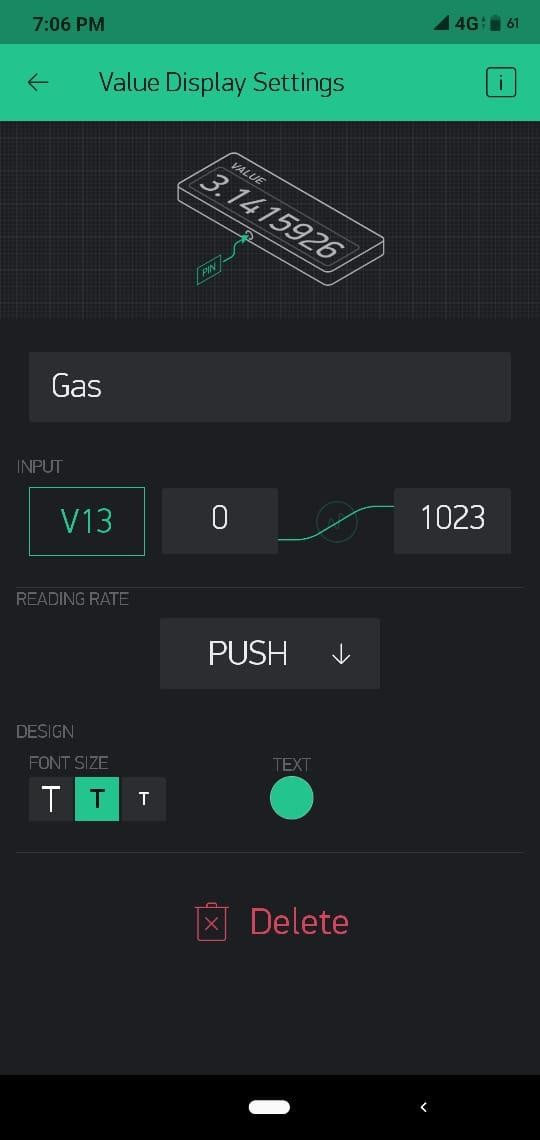 7:06 PM 4G 61
Value Display Settings i
VALUE
3.1415926
PIN
Gas
INPUT
V13 0 1023
READING RATE
PUSH
DESIGN
FONT SIZE TEXT
T T T
Delete